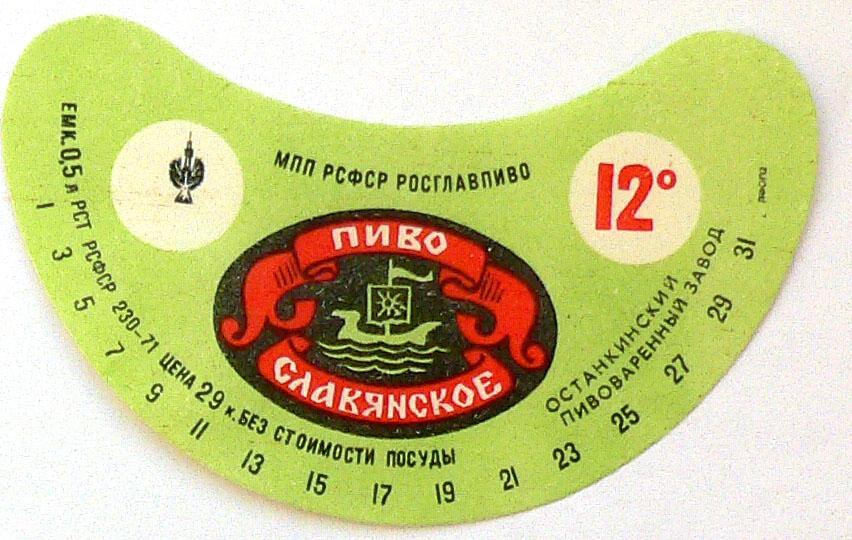 МПП РСФСР РОСГЛАВПИВО
12°
ПИВО
СЛАВЯНСКОЕ
ЕМК. 0,5 л РСТ РСФСР 230-71 ЦЕНА 29 к. БЕЗ СТОИМОСТИ ПОСУДЫ
ОСТАНКИНСКИЙ
ПИВОВАРЕННЫЙ ЗАВОД
1 3 5 7 9 11 13 15 17 19 21 23 25 27 29 31